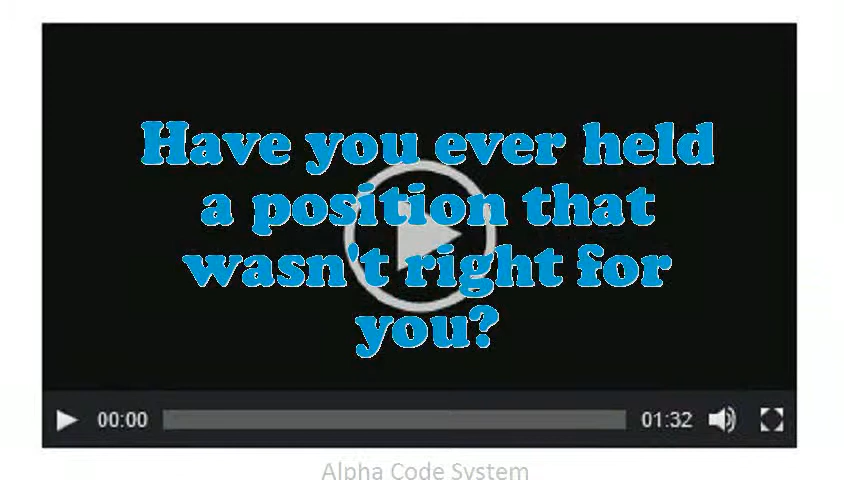 Have you ever held
a position that
wasn't right for
you?
00:00 01:32
Alpha Code System